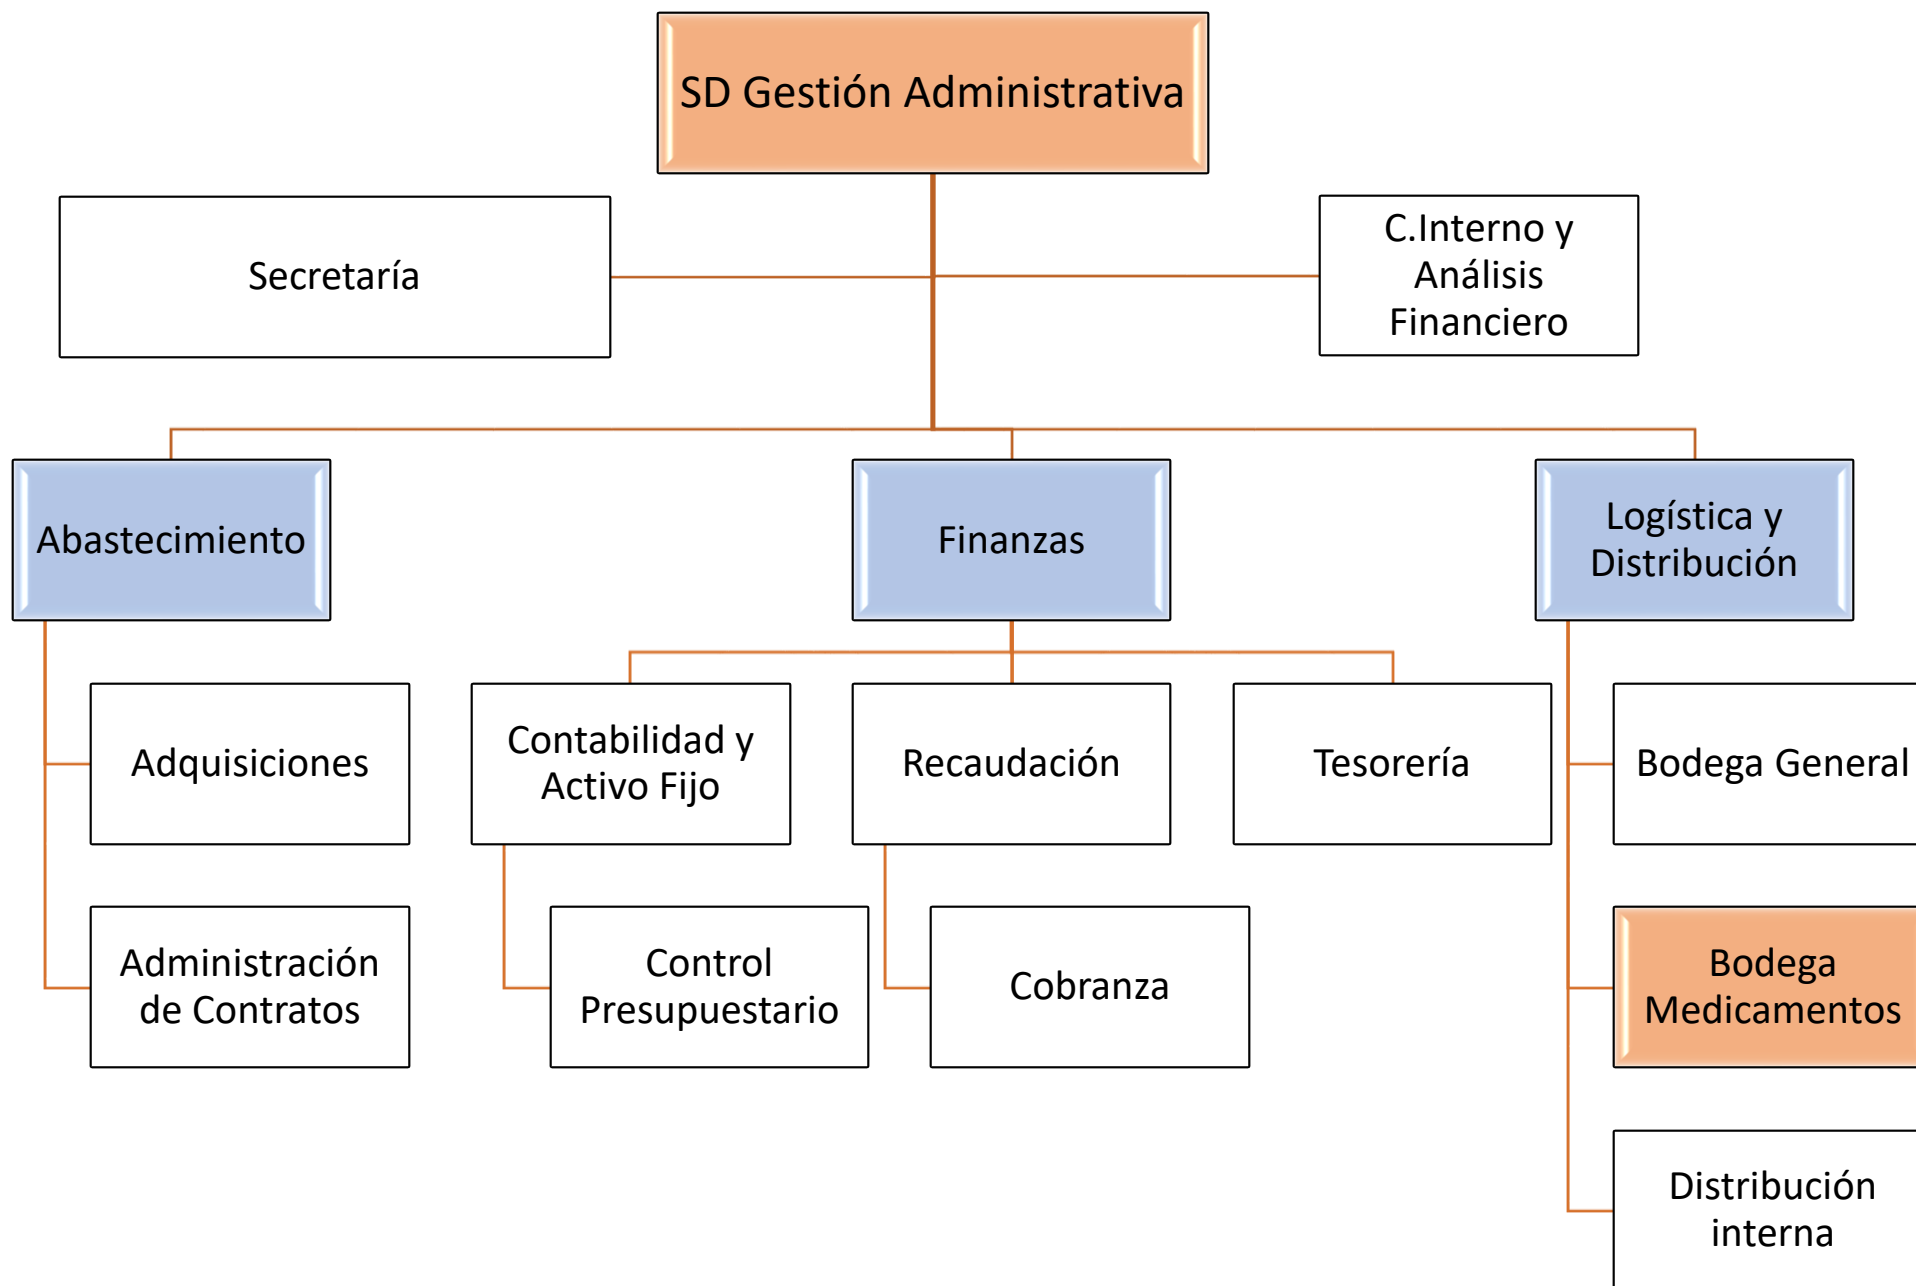 SD Gestión Administrativa
Secretaría
C.Interno y
Análisis
Financiero
Abastecimiento
Finanzas
Logística y
Distribución
Adquisiciones
Contabilidad y
Activo Fijo
Recaudación
Tesorería
Bodega General
Administración
de Contratos
Control
Presupuestario
Cobranza
Bodega
Medicamentos
Distribución
interna